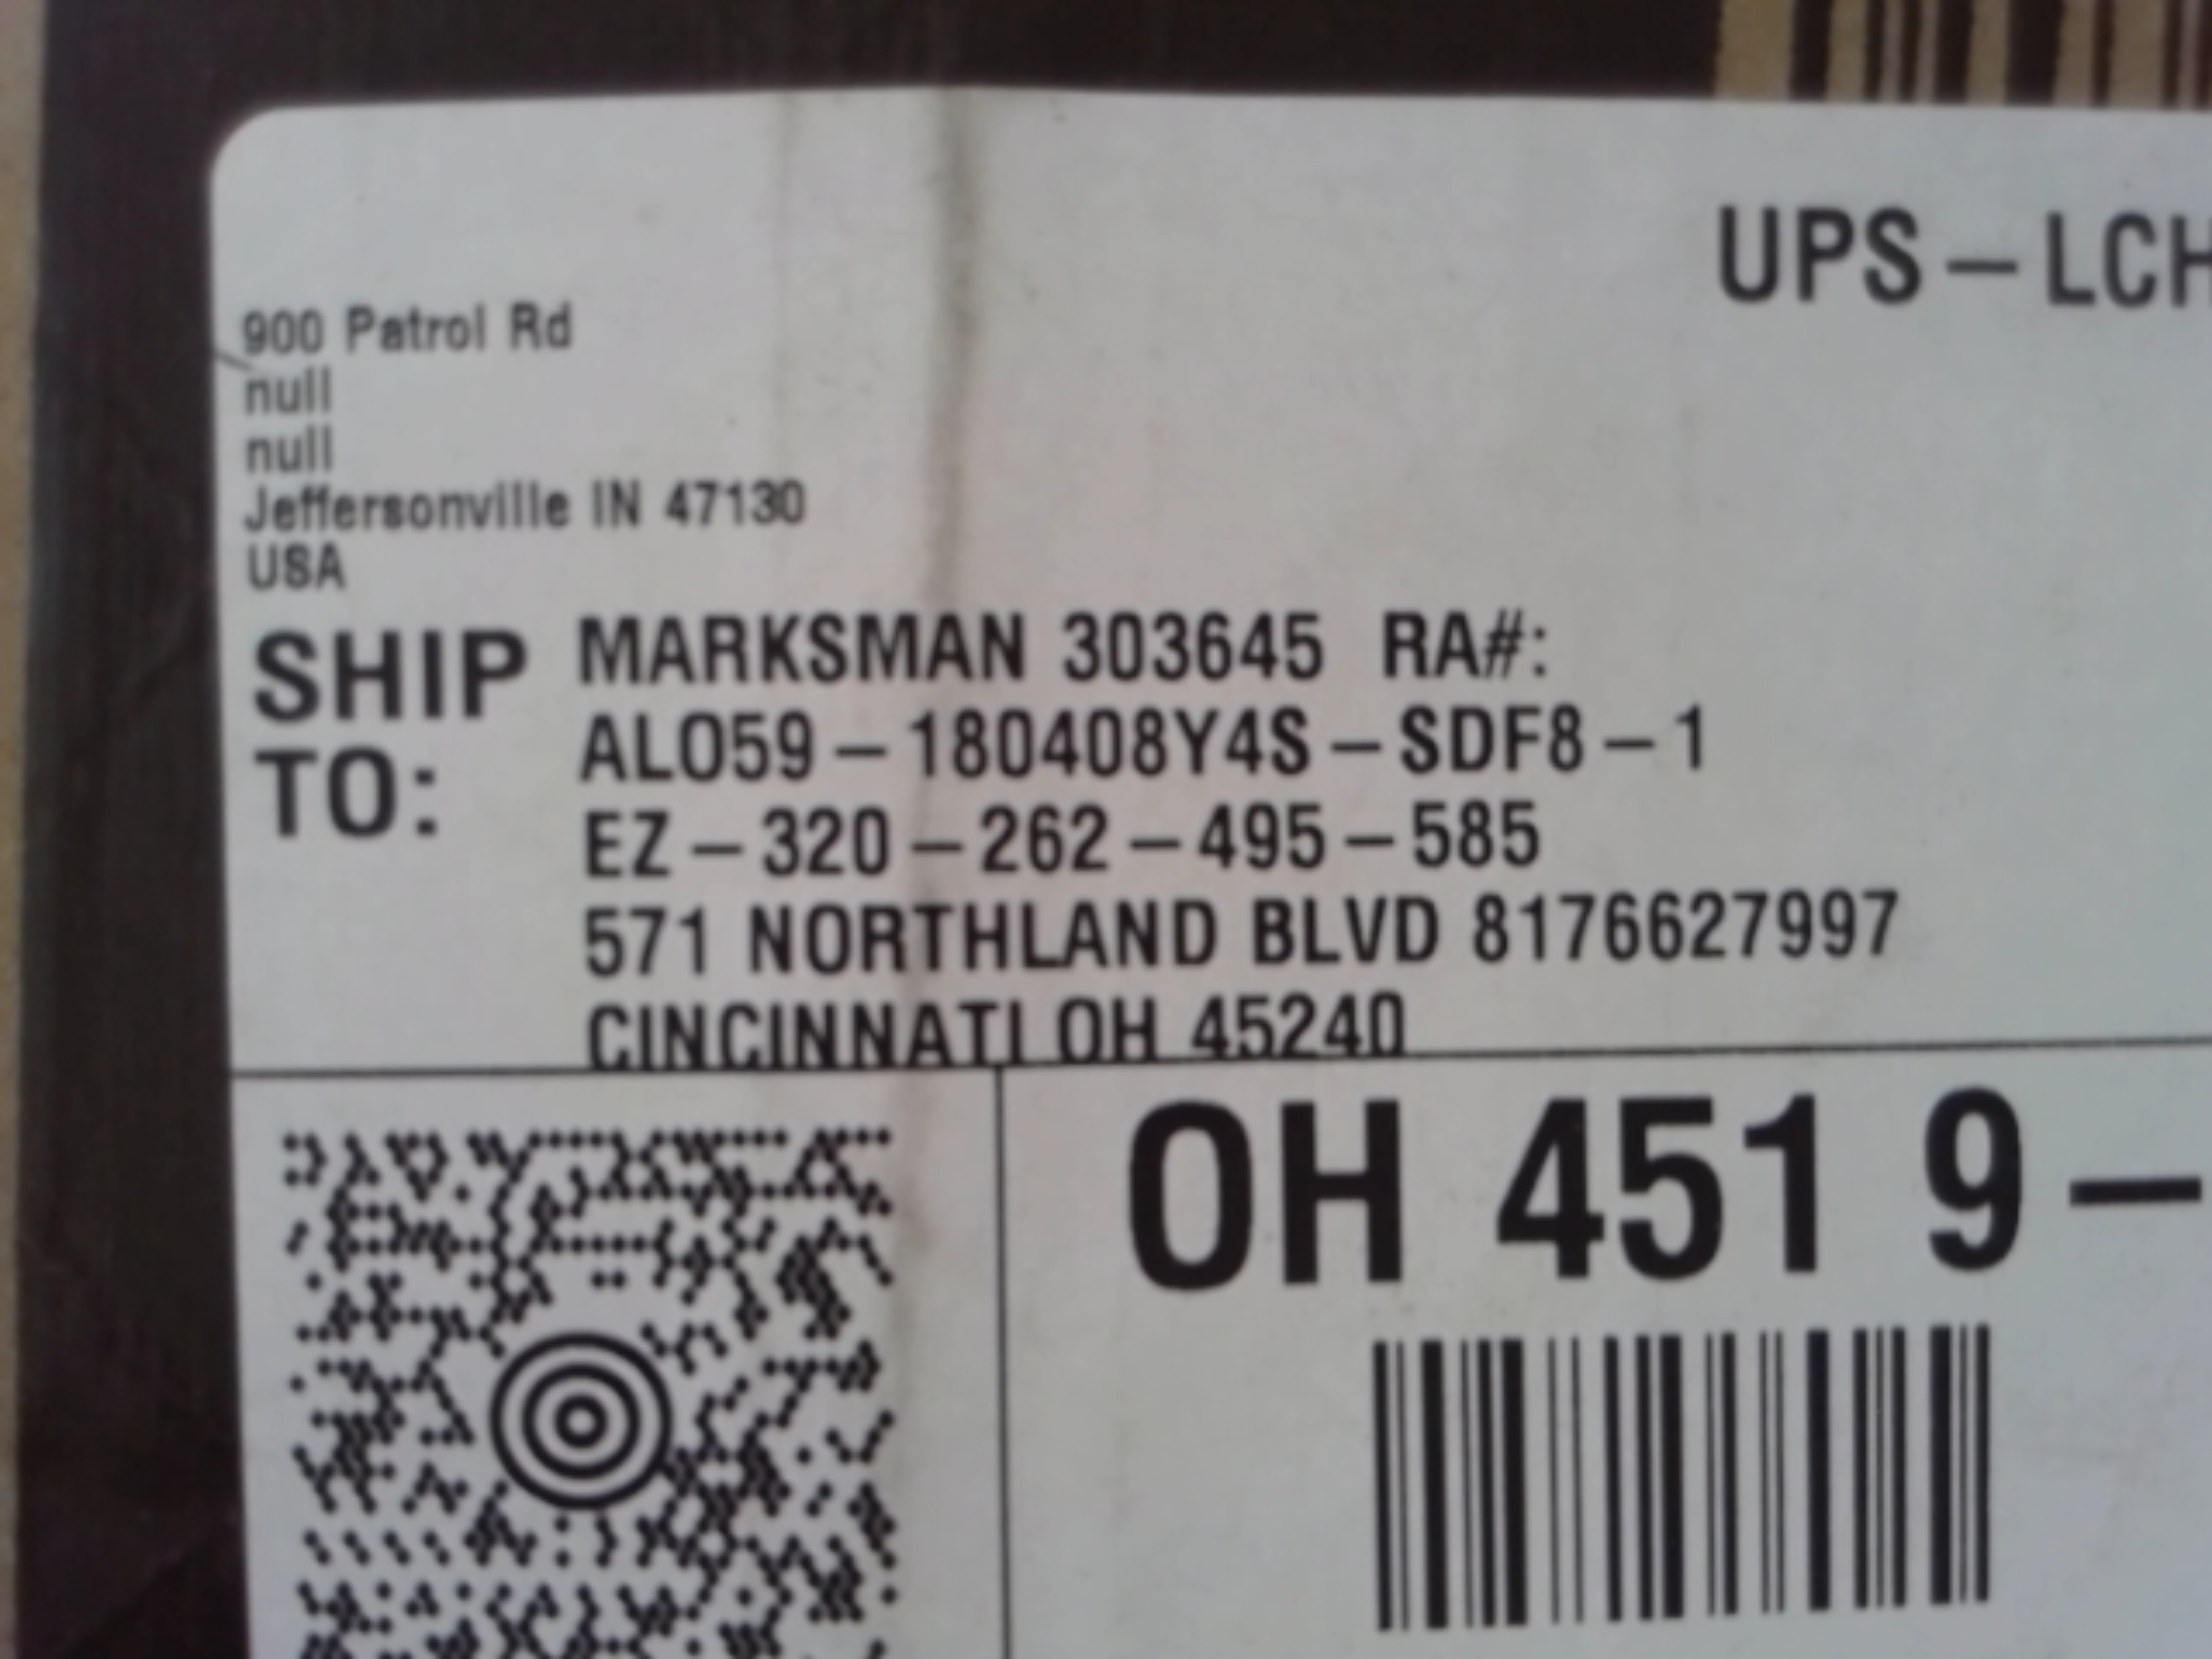 UPS-LCH
900 Patrol Rd
null
null
Jeffersonville IN 47130
USA
SHIP TO:
MARKSMAN 303645 RA#:
ALO59-180408Y4S-SDF8-1
EZ-320-262-495-585
571 NORTHLAND BLVD 8176627997
CINCINNATI OH 45240
OH 451 9-